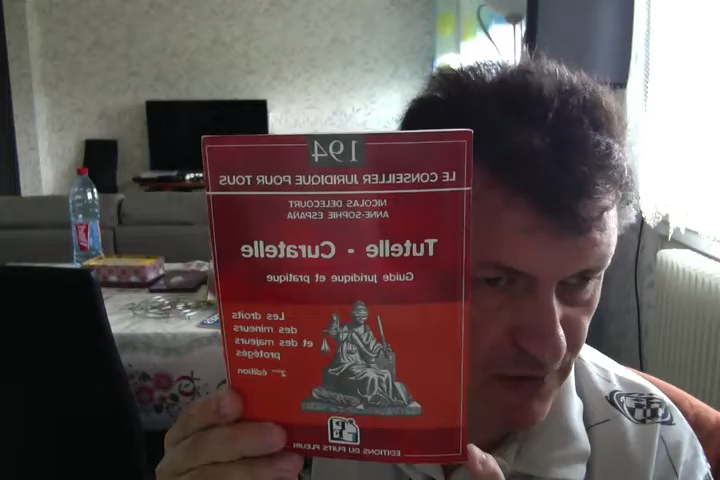 194
LE CONSEILLER JURIDIQUE POUR TOUS
NICOLAS DELECOURT
ANNE-SOPHIE ESPAÑA
Tutelle - Curatelle
Guide juridique et pratique
Les droits
des mineurs
et des majeurs
protégés
2ème édition
EDITIONS DU PUITS FLEURI